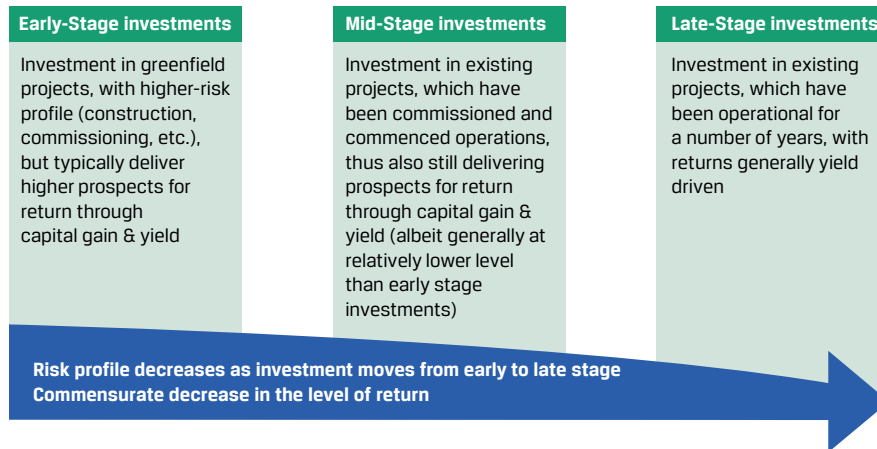 Early-Stage investments
Investment in greenfield
projects, with higher-risk
profile (construction,
commissioning, etc.),
but typically deliver
higher prospects for
return through
capital gain & yield
Mid-Stage investments
Investment in existing
projects, which have
been commissioned and
commenced operations,
thus also still delivering
prospects for return
through capital gain &
yield (albeit generally at
relatively lower level
than early stage
investments)
Late-Stage investments
Investment in existing
projects, which have
been operational for
a number of years, with
returns generally yield
driven
Risk profile decreases as investment moves from early to late stage
Commensurate decrease in the level of return